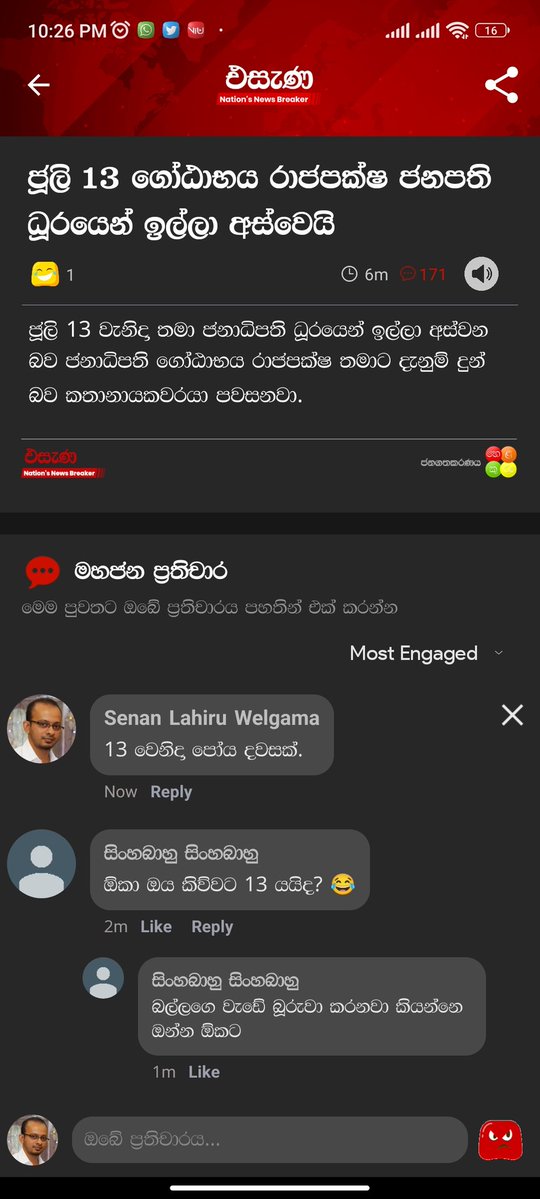 10:26 PM
16
එසැණ
Nation's News Breaker
ජූලි 13 ගෝඨාභය රාජපක්ෂ ජනපති
ධූරයෙන් ඉල්ලා අස්වෙයි
1
6m
171
ජූලි 13 වැනිදා තමා ජනාධිපති ධූරයෙන් ඉල්ලා අස්වන
බව ජනාධිපති ගෝඨාභය රාජපක්ෂ තමාට දැනුම් දුන්
බව කතානායකවරයා පවසනවා.
එසැණ
Nation's News Breaker
ජනගතකරණය
හෙ ළ
කු රු
මහජන ප්‍රතිචාර
මෙම පුවතට ඔබේ ප්‍රතිචාරය පහතින් එක් කරන්න
Most Engaged
Senan Lahiru Welgama
13 වෙනිදා පෝය දවසක්.
Now Reply
සිංහබාහු සිංහබාහු
ඕකා ඔය කිව්වට 13 යයිද? 😂
2m Like Reply
සිංහබාහු සිංහබාහු
බල්ලගෙ වැඩේ බූරුවා කරනවා කියන්නෙ
ඔන්න ඕකට
1m Like
ඔබේ ප්‍රතිචාරය...